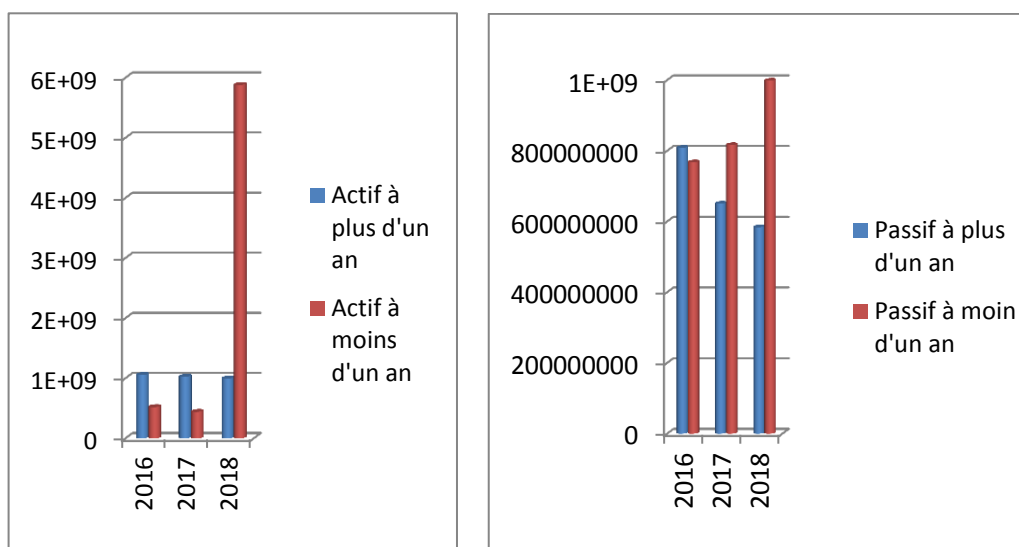 6E+09
5E+09
4E+09
3E+09
2E+09
1E+09
0
2016
2017
2018
Actif à
plus d'un
an
Actif à
moins
d'un an
1E+09
800000000
600000000
400000000
200000000
0
2016
2017
2018
Passif à plus
d'un an
Passif à moin
d'un an